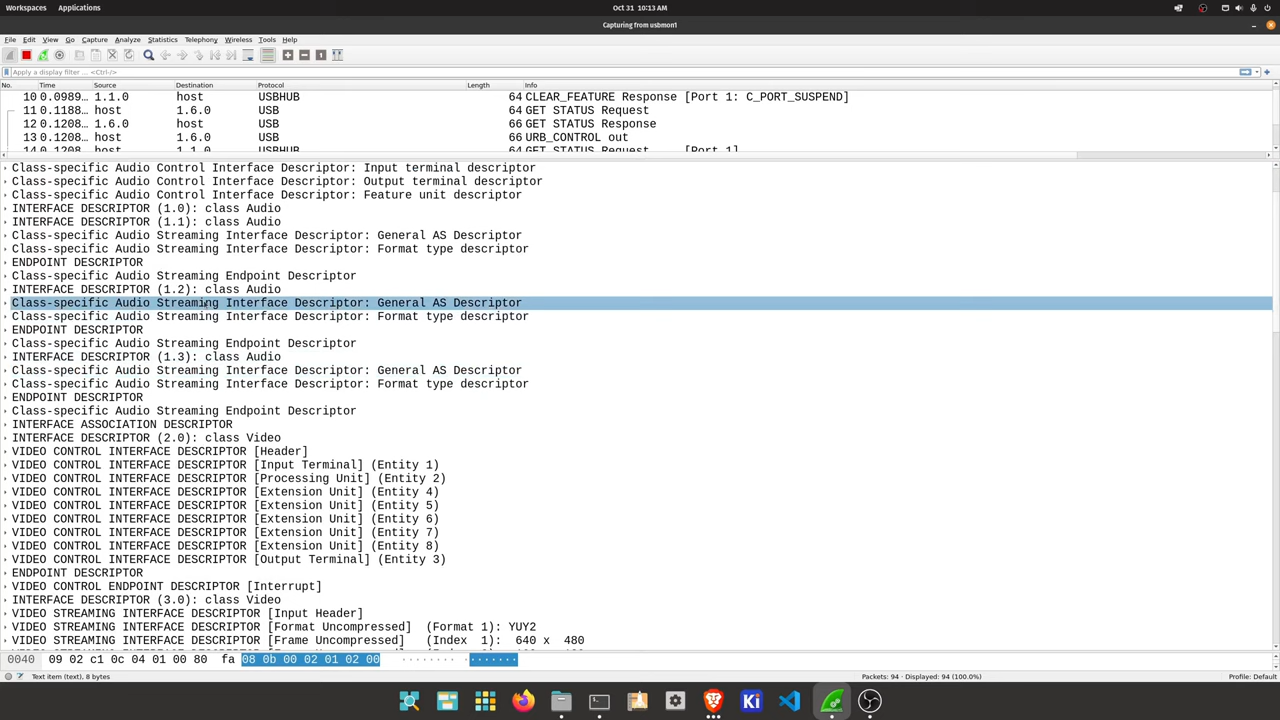 Workspaces Applications Oct 31 10:13 AM
Capturing from usbmon1
File Edit View Go Capture Analyze Statistics Telephony Wireless Tools Help
Apply a display filter ... <Ctrl-/>
No. Time Source Destination Protocol Length Info
10 0.0989… 1.1.0 host USBHUB 64 CLEAR_FEATURE Response [Port 1: C_PORT_SUSPEND]
11 0.1188… host 1.6.0 USB 64 GET STATUS Request
12 0.1208… 1.6.0 host USB 66 GET STATUS Response
13 0.1208… host 1.6.0 USB 66 URB_CONTROL out
14 0.1208… host 1.1.0 USBHUB 64 GET_STATUS Request [Port 1]
Class-specific Audio Control Interface Descriptor: Input terminal descriptor
Class-specific Audio Control Interface Descriptor: Output terminal descriptor
Class-specific Audio Control Interface Descriptor: Feature unit descriptor
INTERFACE DESCRIPTOR (1.0): class Audio
INTERFACE DESCRIPTOR (1.1): class Audio
Class-specific Audio Streaming Interface Descriptor: General AS Descriptor
Class-specific Audio Streaming Interface Descriptor: Format type descriptor
ENDPOINT DESCRIPTOR
Class-specific Audio Streaming Endpoint Descriptor
INTERFACE DESCRIPTOR (1.2): class Audio
Class-specific Audio Streaming Interface Descriptor: General AS Descriptor
Class-specific Audio Streaming Interface Descriptor: Format type descriptor
ENDPOINT DESCRIPTOR
Class-specific Audio Streaming Endpoint Descriptor
INTERFACE DESCRIPTOR (1.3): class Audio
Class-specific Audio Streaming Interface Descriptor: General AS Descriptor
Class-specific Audio Streaming Interface Descriptor: Format type descriptor
ENDPOINT DESCRIPTOR
Class-specific Audio Streaming Endpoint Descriptor
INTERFACE ASSOCIATION DESCRIPTOR
INTERFACE DESCRIPTOR (2.0): class Video
VIDEO CONTROL INTERFACE DESCRIPTOR [Header]
VIDEO CONTROL INTERFACE DESCRIPTOR [Input Terminal] (Entity 1)
VIDEO CONTROL INTERFACE DESCRIPTOR [Processing Unit] (Entity 2)
VIDEO CONTROL INTERFACE DESCRIPTOR [Extension Unit] (Entity 4)
VIDEO CONTROL INTERFACE DESCRIPTOR [Extension Unit] (Entity 5)
VIDEO CONTROL INTERFACE DESCRIPTOR [Extension Unit] (Entity 6)
VIDEO CONTROL INTERFACE DESCRIPTOR [Extension Unit] (Entity 7)
VIDEO CONTROL INTERFACE DESCRIPTOR [Extension Unit] (Entity 8)
VIDEO CONTROL INTERFACE DESCRIPTOR [Output Terminal] (Entity 3)
ENDPOINT DESCRIPTOR
VIDEO CONTROL ENDPOINT DESCRIPTOR [Interrupt]
INTERFACE DESCRIPTOR (3.0): class Video
VIDEO STREAMING INTERFACE DESCRIPTOR [Input Header]
VIDEO STREAMING INTERFACE DESCRIPTOR [Format Uncompressed] (Format 1): YUY2
VIDEO STREAMING INTERFACE DESCRIPTOR [Frame Uncompressed] (Index 1): 640 x 480
0040 09 02 c1 0c 04 01 00 80 fa 08 0b 00 02 01 02 00 ········ ········
Text item (text), 8 bytes Packets: 94 · Displayed: 94 (100.0%) Profile: Default
Ki